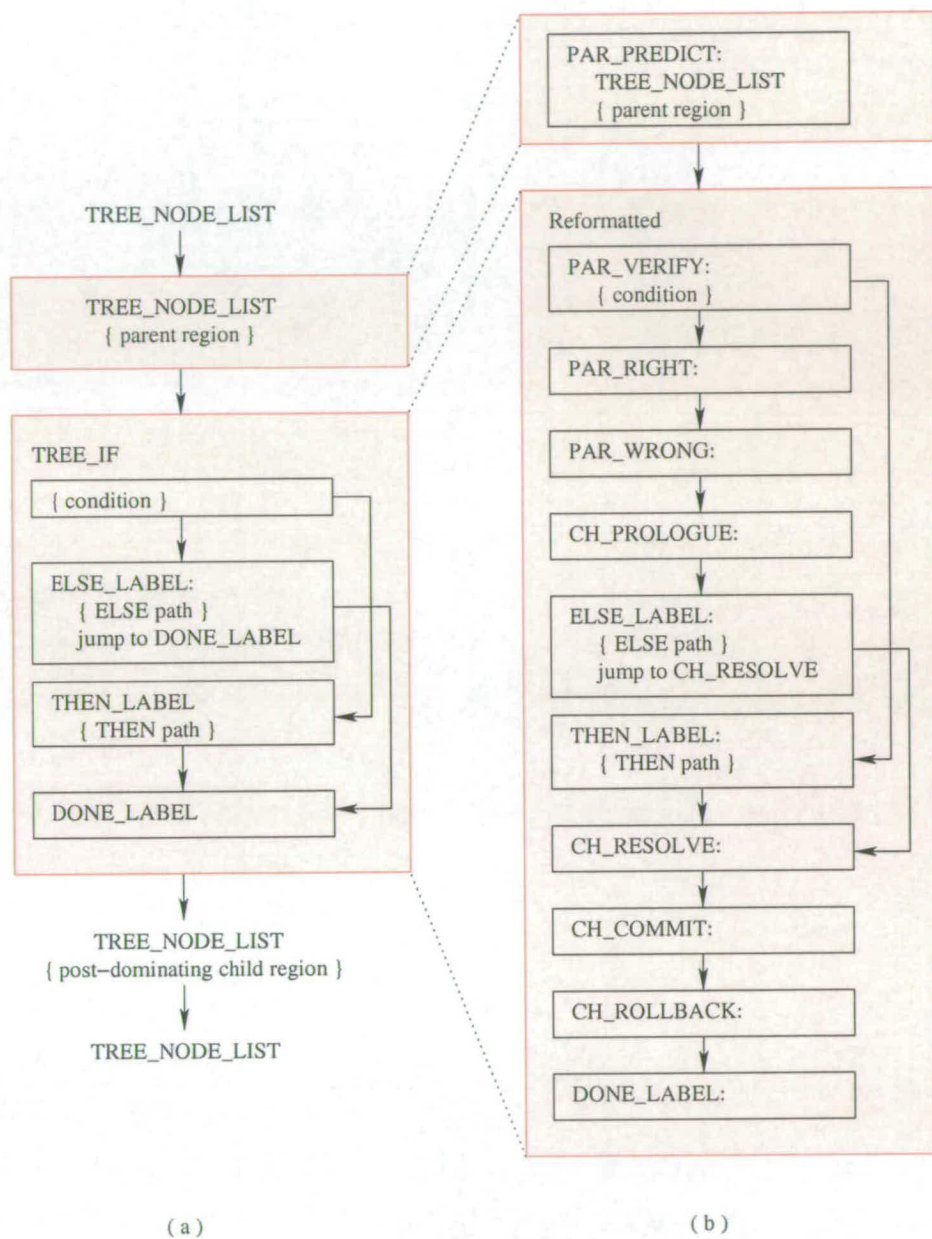 TREE_NODE_LIST
TREE_NODE_LIST
{ parent region }
TREE_IF
{ condition }
ELSE_LABEL:
{ ELSE path }
jump to DONE_LABEL
THEN_LABEL
{ THEN path }
DONE_LABEL
TREE_NODE_LIST
{ post−dominating child region }
TREE_NODE_LIST
( a )
PAR_PREDICT:
TREE_NODE_LIST
{ parent region }
Reformatted
PAR_VERIFY:
{ condition }
PAR_RIGHT:
PAR_WRONG:
CH_PROLOGUE:
ELSE_LABEL:
{ ELSE path }
jump to CH_RESOLVE
THEN_LABEL:
{ THEN path }
CH_RESOLVE:
CH_COMMIT:
CH_ROLLBACK:
DONE_LABEL:
( b )